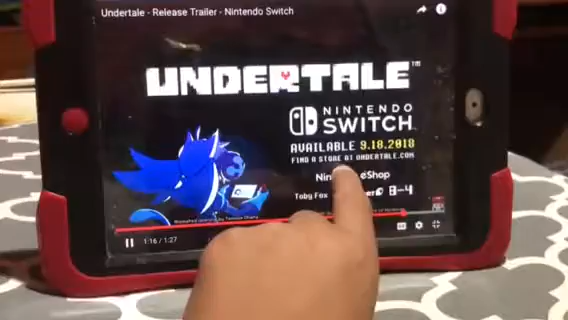 Undertale - Release Trailer - Nintendo Switch
UNDERTALE™
NINTENDO
SWITCH
AVAILABLE 9.18.2018
FIND A STORE AT UNDERTALE.COM
eShop
Toby Fox
8-4
1:16 / 1:27